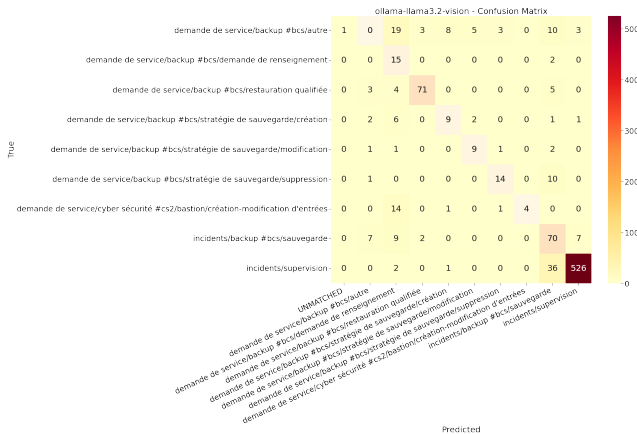 ollama-llama3.2-vision - Confusion Matrix
demande de service/backup #bcs/autre 1 0 19 3 8 5 3 0 10 3
demande de service/backup #bcs/demande de renseignement 0 0 15 0 0 0 0 0 2 0
demande de service/backup #bcs/restauration qualifiée 0 3 4 71 0 0 0 0 5 0
demande de service/backup #bcs/stratégie de sauvegarde/création 0 2 6 0 9 2 0 0 1 1
demande de service/backup #bcs/stratégie de sauvegarde/modification 0 1 1 0 0 9 1 0 2 0
demande de service/backup #bcs/stratégie de sauvegarde/suppression 0 1 0 0 0 0 14 0 10 0
demande de service/cyber sécurité #cs2/bastion/création-modification d'entrées 0 0 14 0 1 0 1 4 0 0
incidents/backup #bcs/sauvegarde 0 7 9 2 0 0 0 0 70 7
incidents/supervision 0 0 2 0 1 0 0 0 36 526
True
500
400
300
200
100
0
UNMATCHED
demande de service/backup #bcs/autre
demande de service/backup #bcs/demande de renseignement
demande de service/backup #bcs/restauration qualifiée
demande de service/backup #bcs/stratégie de sauvegarde/création
demande de service/backup #bcs/stratégie de sauvegarde/modification
demande de service/backup #bcs/stratégie de sauvegarde/suppression
demande de service/cyber sécurité #cs2/bastion/création-modification d'entrées
incidents/backup #bcs/sauvegarde
incidents/supervision
Predicted